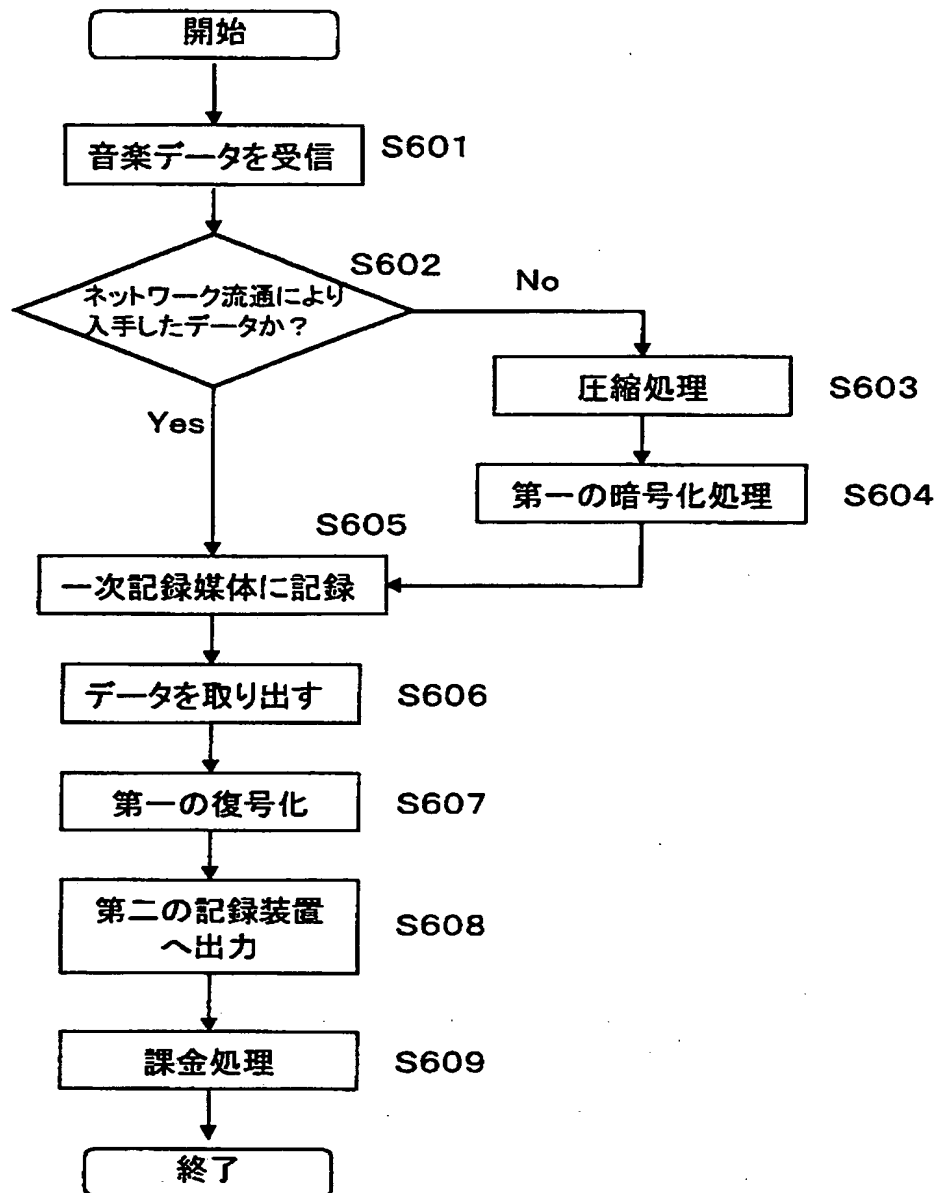 開始
音楽データを受信
S601
S602
ネットワーク流通により
入手したデータか？
No
Yes
圧縮処理
S603
第一の暗号化処理
S604
S605
一次記録媒体に記録
データを取り出す
S606
第一の復号化
S607
第二の記録装置
へ出力
S608
課金処理
S609
終了